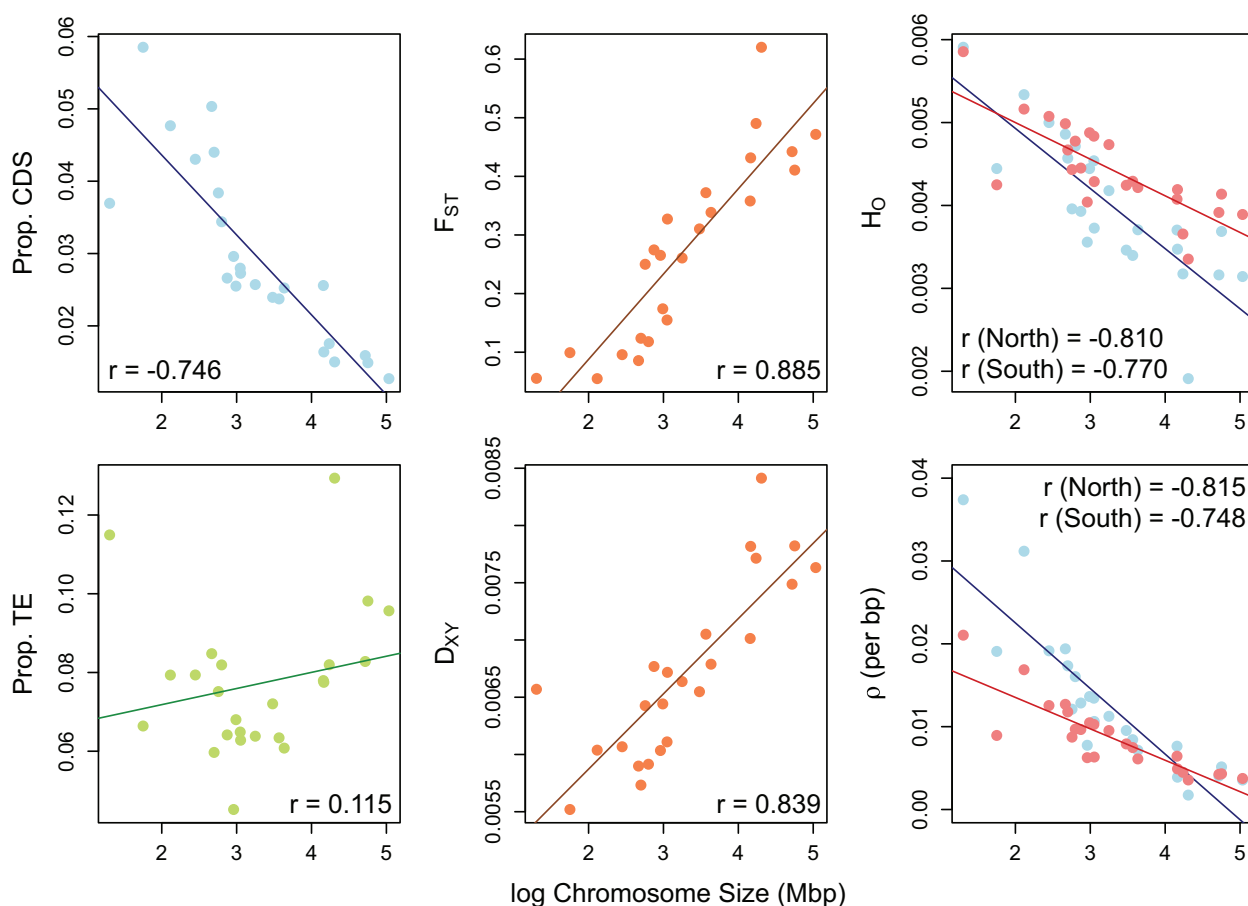 Prop. CDS
0.06
0.05
0.04
0.03
0.02
r = -0.746
2 3 4 5
F_ST
0.6
0.5
0.4
0.3
0.2
0.1
r = 0.885
2 3 4 5
H_O
0.006
0.005
0.004
0.003
0.002
r (North) = -0.810
r (South) = -0.770
2 3 4 5
Prop. TE
0.12
0.10
0.08
0.06
r = 0.115
2 3 4 5
D_XY
0.0085
0.0075
0.0065
0.0055
r = 0.839
2 3 4 5
ρ (per bp)
0.04
0.03
0.02
0.01
0.00
r (North) = -0.815
r (South) = -0.748
2 3 4 5
log Chromosome Size (Mbp)